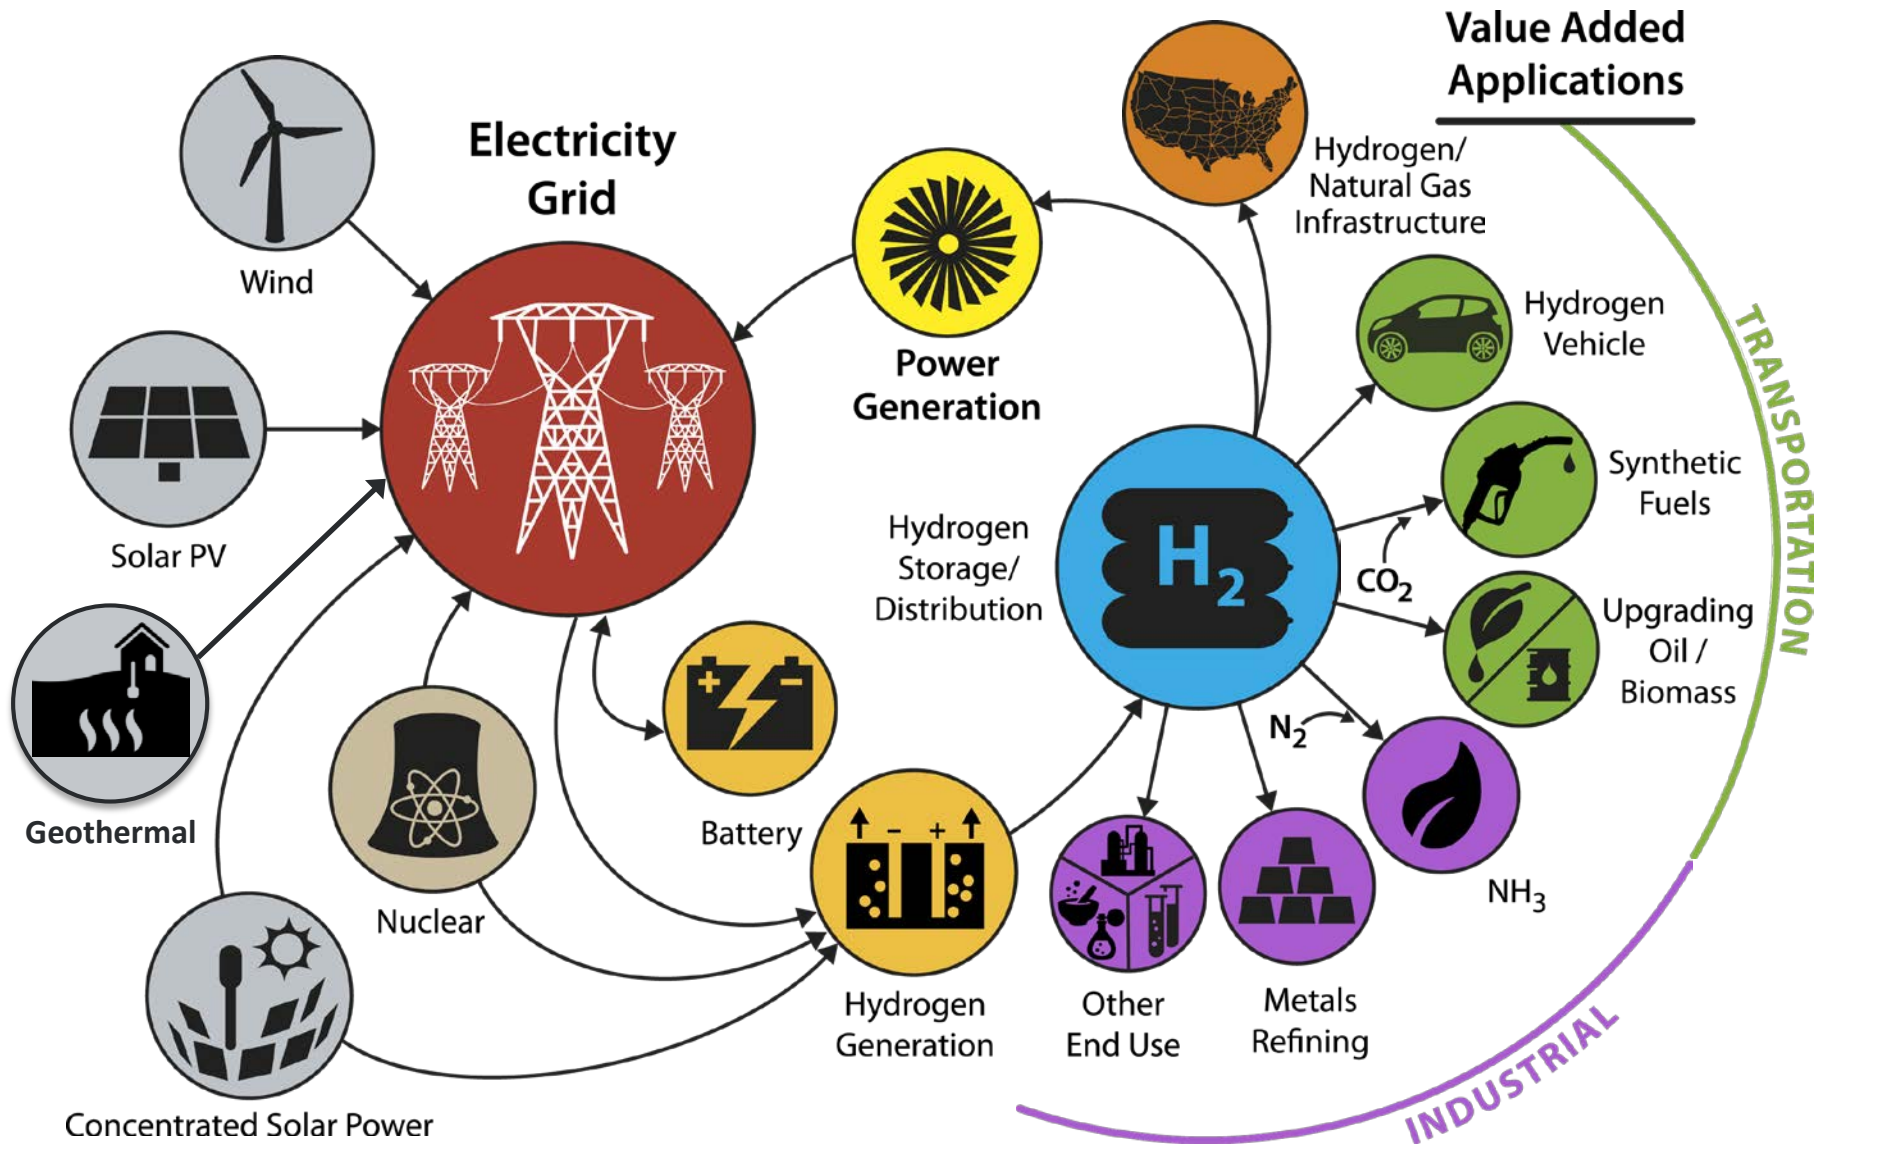 Value Added
Applications
Electricity
Grid
Wind
Solar PV
Geothermal
Concentrated Solar Power
Nuclear
+ −
Battery
Power
Generation
− +
Hydrogen
Generation
Hydrogen
Storage/
Distribution
H2
Hydrogen/
Natural Gas
Infrastructure
Hydrogen
Vehicle
Synthetic
Fuels
CO2
Upgrading
Oil /
Biomass
N2
NH3
Metals
Refining
Other
End Use
TRANSPORTATION
INDUSTRIAL